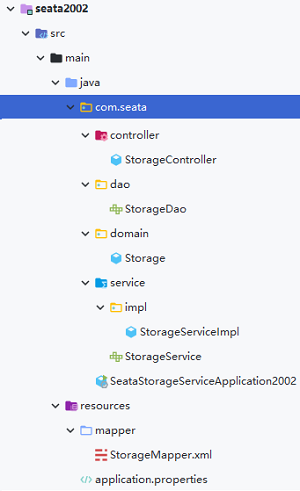 seata2002
src
main
java
com.seata
controller
StorageController
dao
StorageDao
domain
Storage
service
impl
StorageServiceImpl
StorageService
SeataStorageServiceApplication2002
resources
mapper
StorageMapper.xml
application.properties